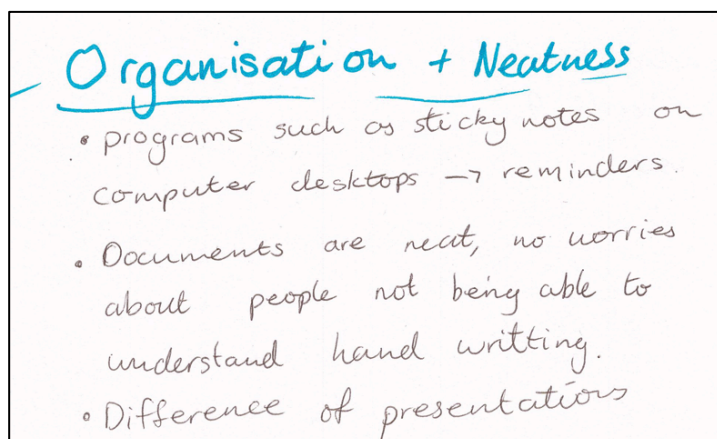 Organisation + Neatness
• programs such as sticky notes on
computer desktops → reminders.
• Documents are neat, no worries
about people not being able to
understand hand writting.
• Difference of presentations